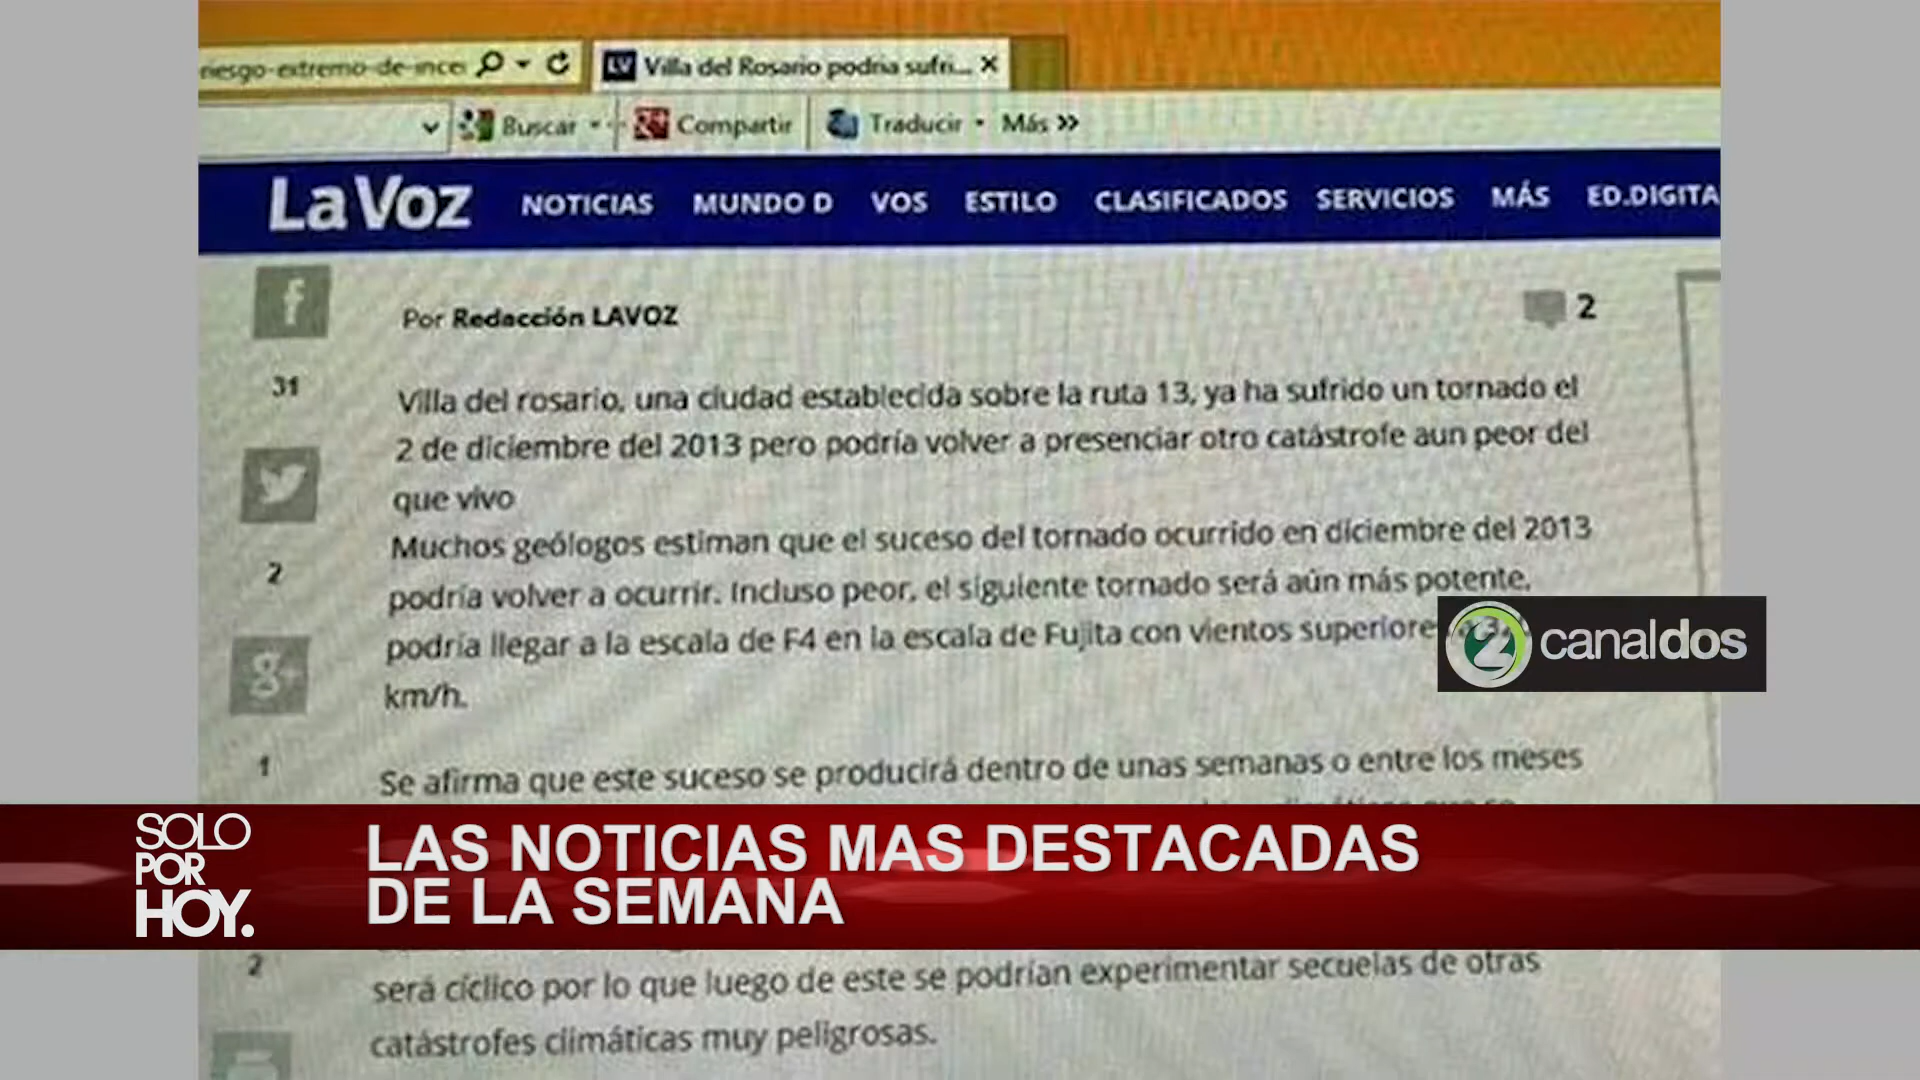 riesgo-extremo-de-ince
LV Villa del Rosario podria sufri... ×
Buscar
Compartir
Traducir
Más »
La Voz
NOTICIAS MUNDO D VOS ESTILO CLASIFICADOS SERVICIOS MÁS ED.DIGITA
Por Redacción LAVOZ
2
31
Villa del rosario, una ciudad establecida sobre la ruta 13, ya ha sufrido un tornado el
2 de diciembre del 2013 pero podría volver a presenciar otro catástrofe aun peor del
que vivo
Muchos geólogos estiman que el suceso del tornado ocurrido en diciembre del 2013
2
podría volver a ocurrir. Incluso peor, el siguiente tornado será aún más potente,
podría llegar a la escala de F4 en la escala de Fujita con vientos superiore
g+
km/h.
2 canaldos
1
Se afirma que este suceso se producirá dentro de unas semanas o entre los meses
SOLO
POR
HOY.
LAS NOTICIAS MAS DESTACADAS
DE LA SEMANA
2
será cíclico por lo que luego de este se podrían experimentar secuelas de otras
catástrofes climáticas muy peligrosas.